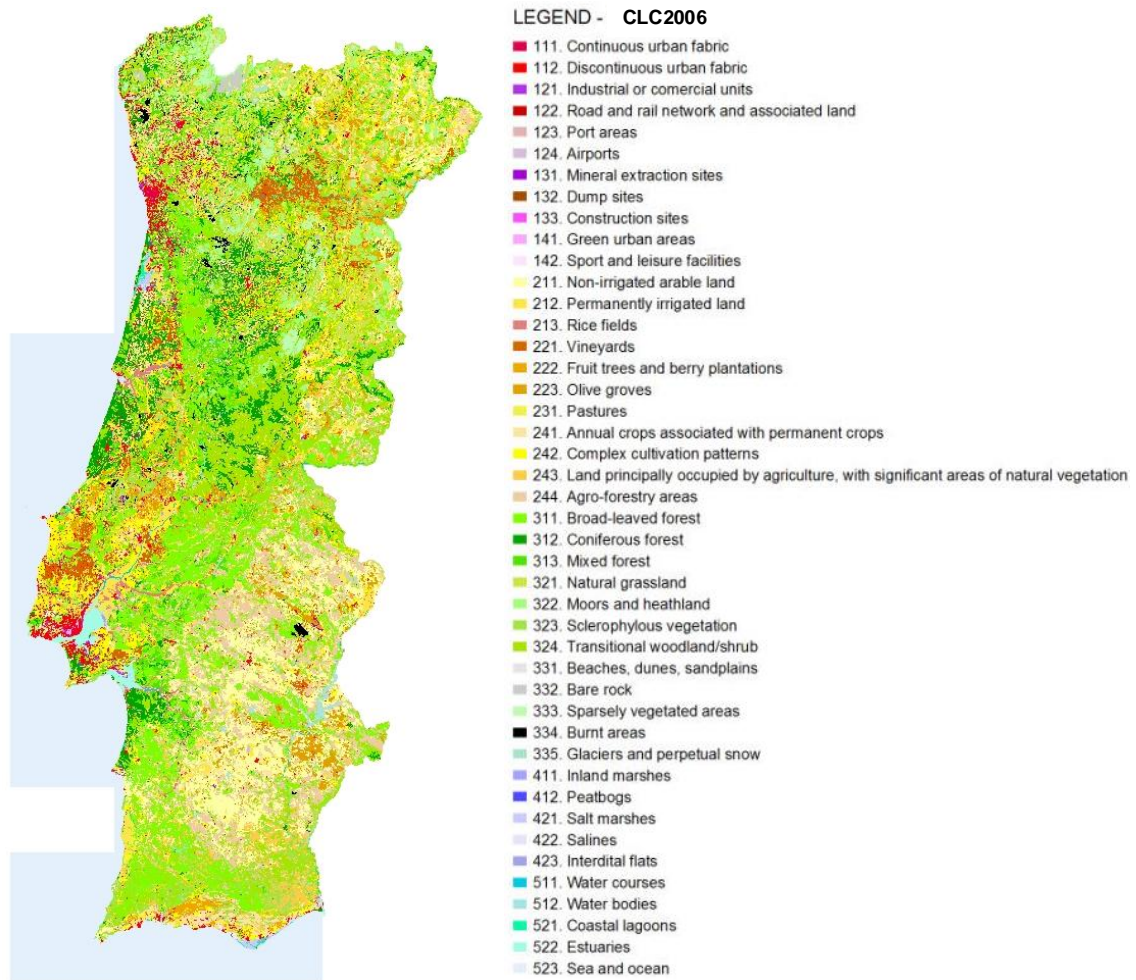 LEGEND - CLC2006
111. Continuous urban fabric
112. Discontinuous urban fabric
121. Industrial or comercial units
122. Road and rail network and associated land
123. Port areas
124. Airports
131. Mineral extraction sites
132. Dump sites
133. Construction sites
141. Green urban areas
142. Sport and leisure facilities
211. Non-irrigated arable land
212. Permanently irrigated land
213. Rice fields
221. Vineyards
222. Fruit trees and berry plantations
223. Olive groves
231. Pastures
241. Annual crops associated with permanent crops
242. Complex cultivation patterns
243. Land principally occupied by agriculture, with significant areas of natural vegetation
244. Agro-forestry areas
311. Broad-leaved forest
312. Coniferous forest
313. Mixed forest
321. Natural grassland
322. Moors and heathland
323. Sclerophylous vegetation
324. Transitional woodland/shrub
331. Beaches, dunes, sandplains
332. Bare rock
333. Sparsely vegetated areas
334. Burnt areas
335. Glaciers and perpetual snow
411. Inland marshes
412. Peatbogs
421. Salt marshes
422. Salines
423. Interdital flats
511. Water courses
512. Water bodies
521. Coastal lagoons
522. Estuaries
523. Sea and ocean